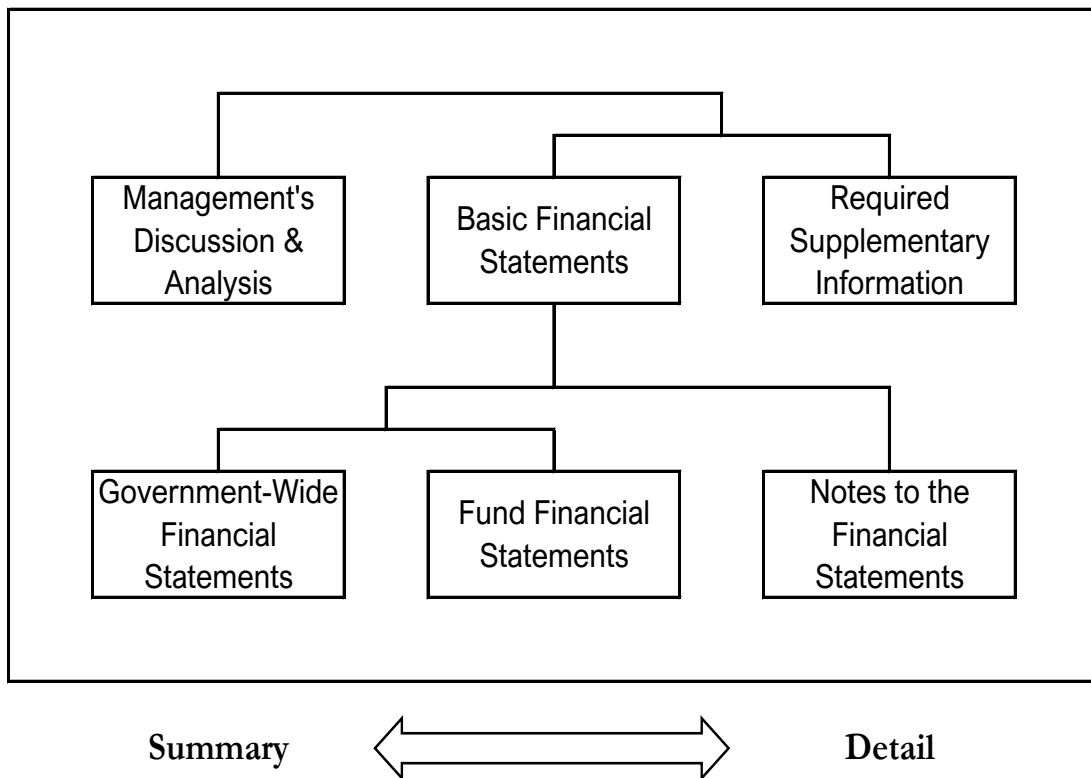 Management's
Discussion &
Analysis
Basic Financial
Statements
Required
Supplementary
Information
Government-Wide
Financial
Statements
Fund Financial
Statements
Notes to the
Financial
Statements
Summary
Detail